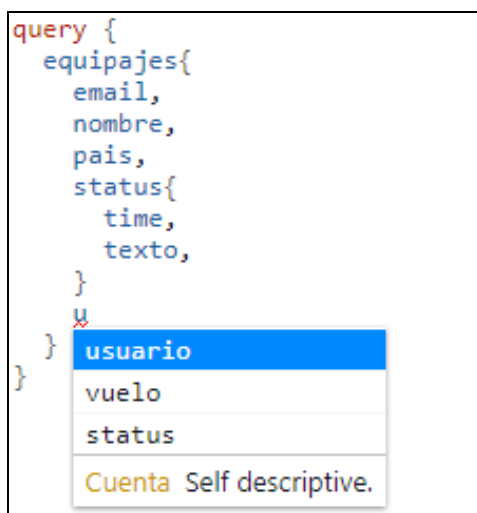 query {
equipajes{
email,
nombre,
pais,
status{
time,
texto,
}
u
}
usuario
}
vuelo
status
Cuenta Self descriptive.